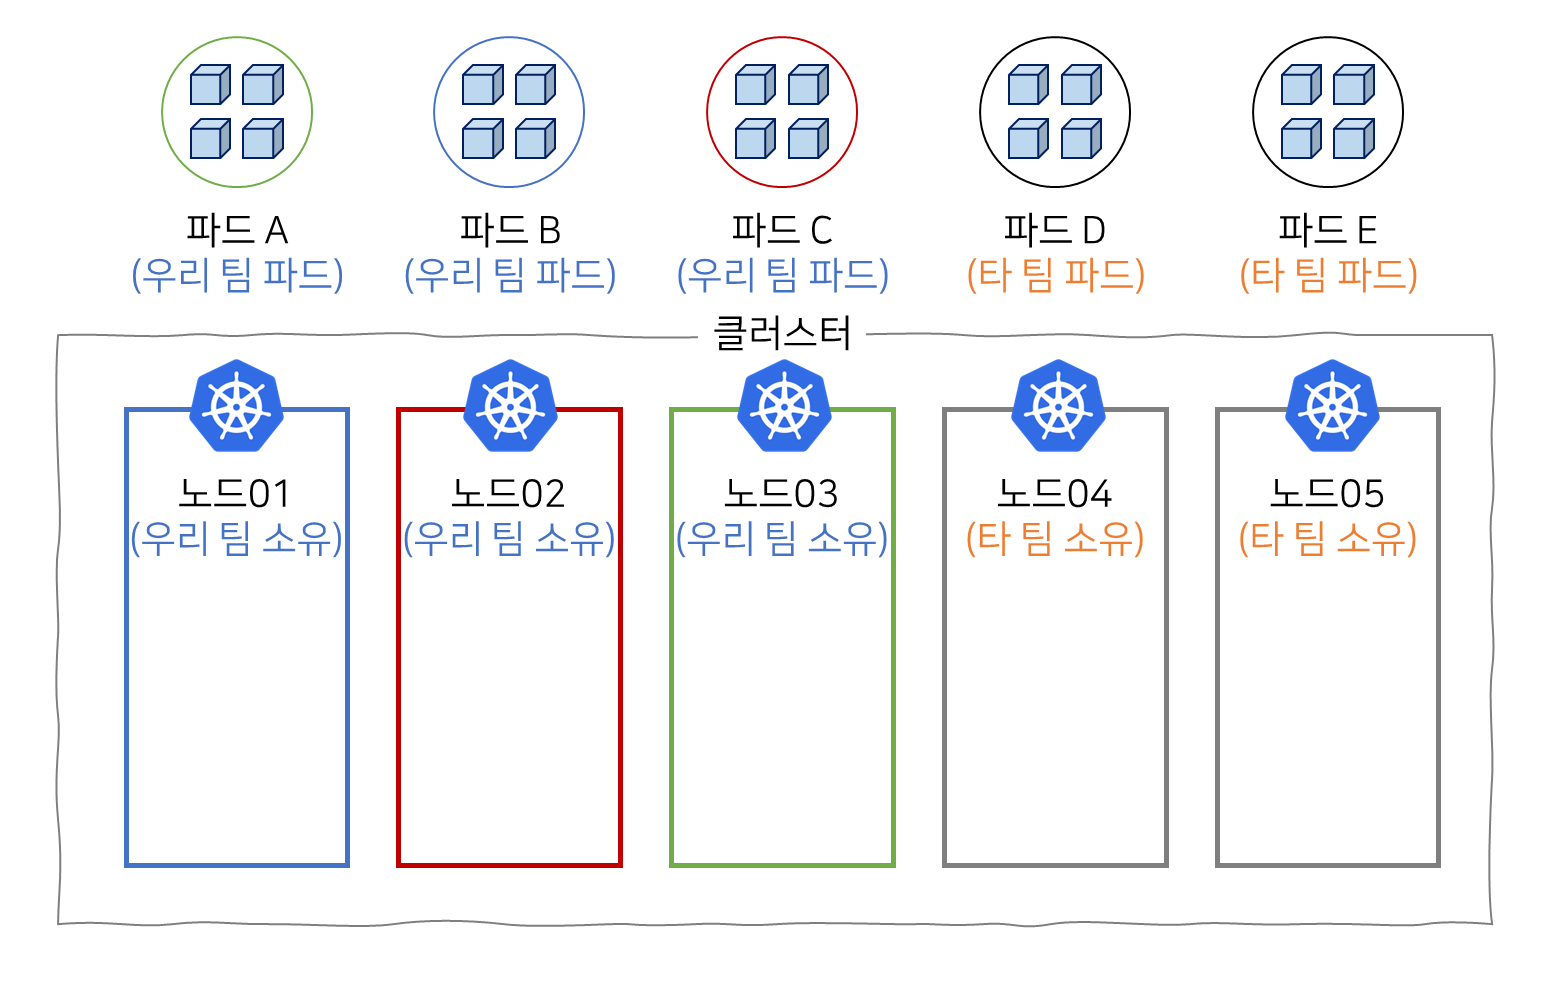 파드 A
(우리 팀 파드)
파드 B
(우리 팀 파드)
파드 C
(우리 팀 파드)
파드 D
(타 팀 파드)
파드 E
(타 팀 파드)
클러스터
노드01
(우리 팀 소유)
노드02
(우리 팀 소유)
노드03
(우리 팀 소유)
노드04
(타 팀 소유)
노드05
(타 팀 소유)